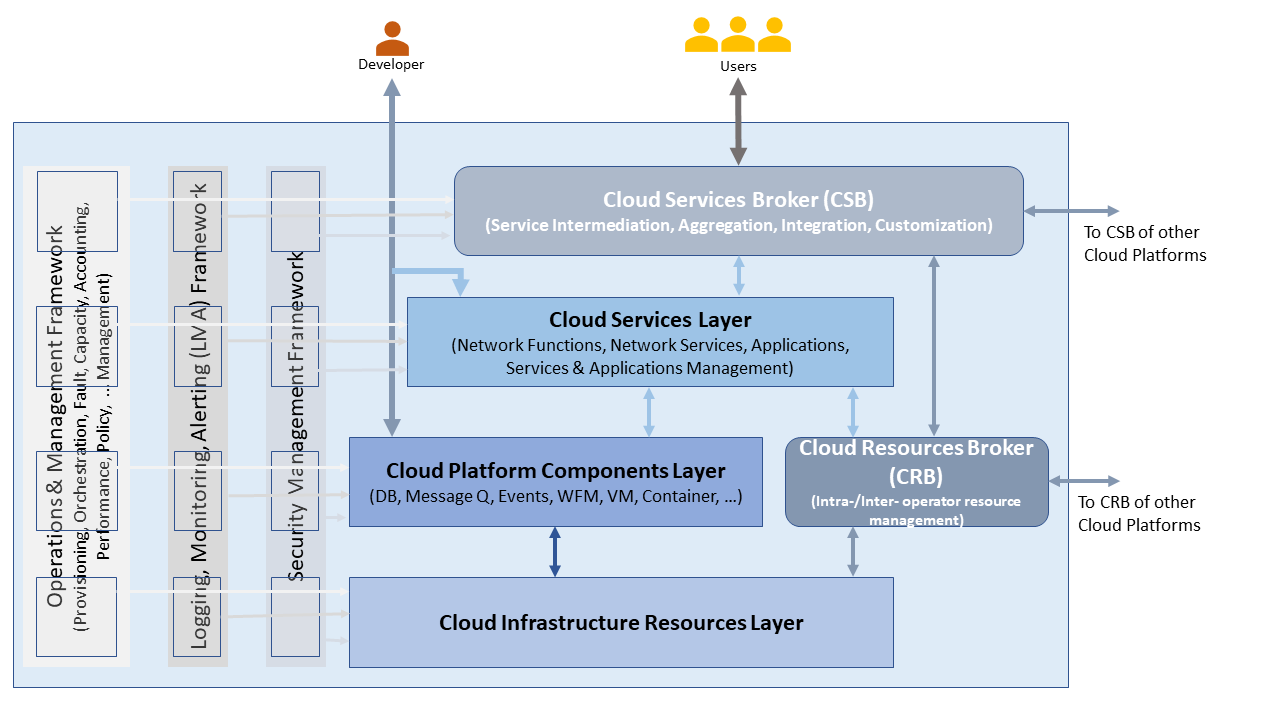 Developer
Users
Cloud Services Broker (CSB)
(Service Intermediation, Aggregation, Integration, Customization)
To CSB of other
Cloud Platforms
Cloud Services Layer
(Network Functions, Network Services, Applications,
Services & Applications Management)
Cloud Platform Components Layer
(DB, Message Q, Events, WFM, VM, Container, …)
Cloud Resources Broker
(CRB)
(Intra-/Inter- operator resource
management)
To CRB of other
Cloud Platforms
Cloud Infrastructure Resources Layer
Operations & Management Framework
(Provisioning, Orchestration, Fault, Capacity, Accounting,
Performance, Policy, … Management)
Logging, Monitoring, Alerting (LMA) Framework
Security Management Framework